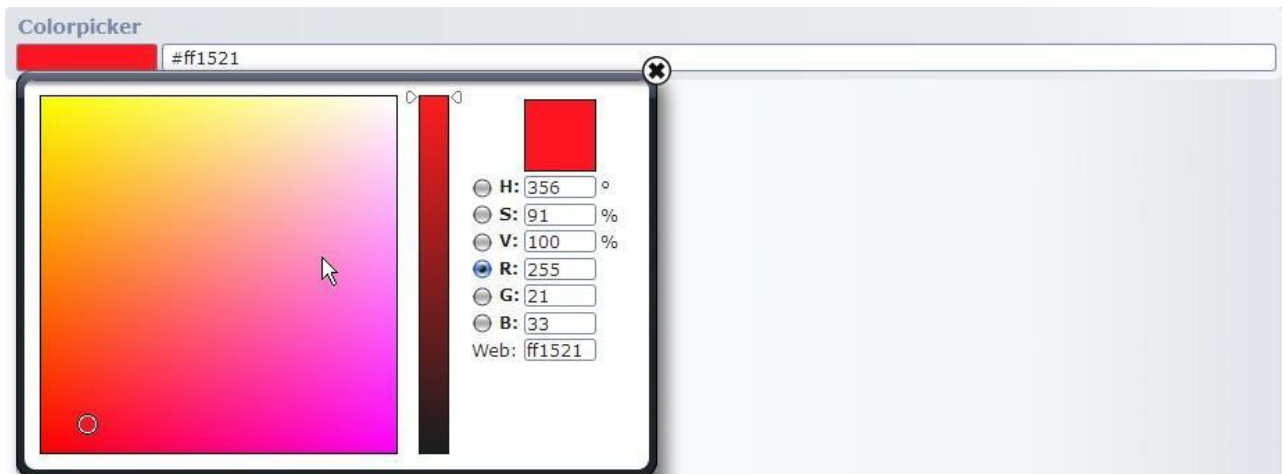 Colorpicker
#ff1521
H: 356 °
S: 91 %
V: 100 %
R: 255
G: 21
B: 33
Web: ff1521